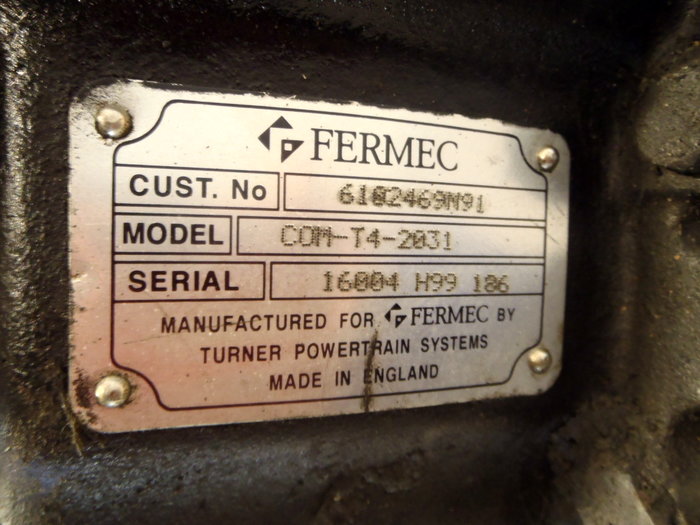 FERMEC
CUST. No 6102469M91
MODEL COM-T4-2031
SERIAL 16004 H99 186
MANUFACTURED FOR FERMEC BY
TURNER POWERTRAIN SYSTEMS
MADE IN ENGLAND